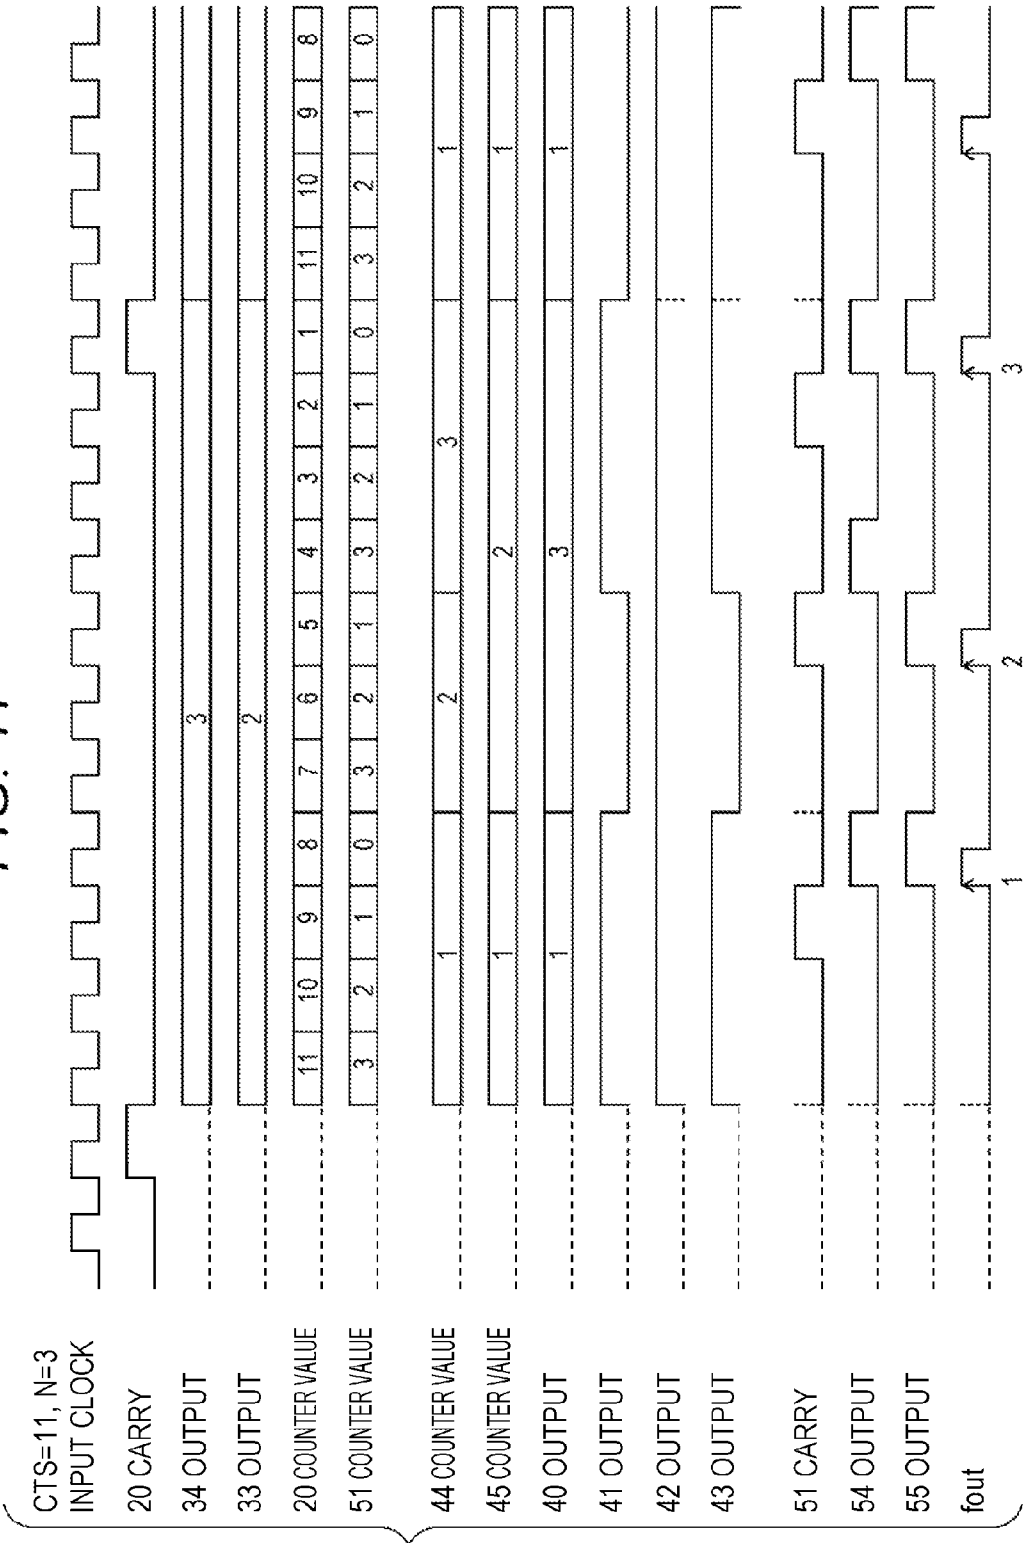 CTS=11, N=3
INPUT CLOCK
20 CARRY
34 OUTPUT 3
33 OUTPUT 2
20 COUNTER VALUE 11 10 9 8 7 6 5 4 3 2 1 11 10 9 8
51 COUNTER VALUE 3 2 1 0 3 2 1 3 2 1 0 3 2 1 0
44 COUNTER VALUE 1 2 3 1
45 COUNTER VALUE 1 2 1
40 OUTPUT 1 3 1
41 OUTPUT
42 OUTPUT
43 OUTPUT
51 CARRY
54 OUTPUT
55 OUTPUT
fout
1 2 3